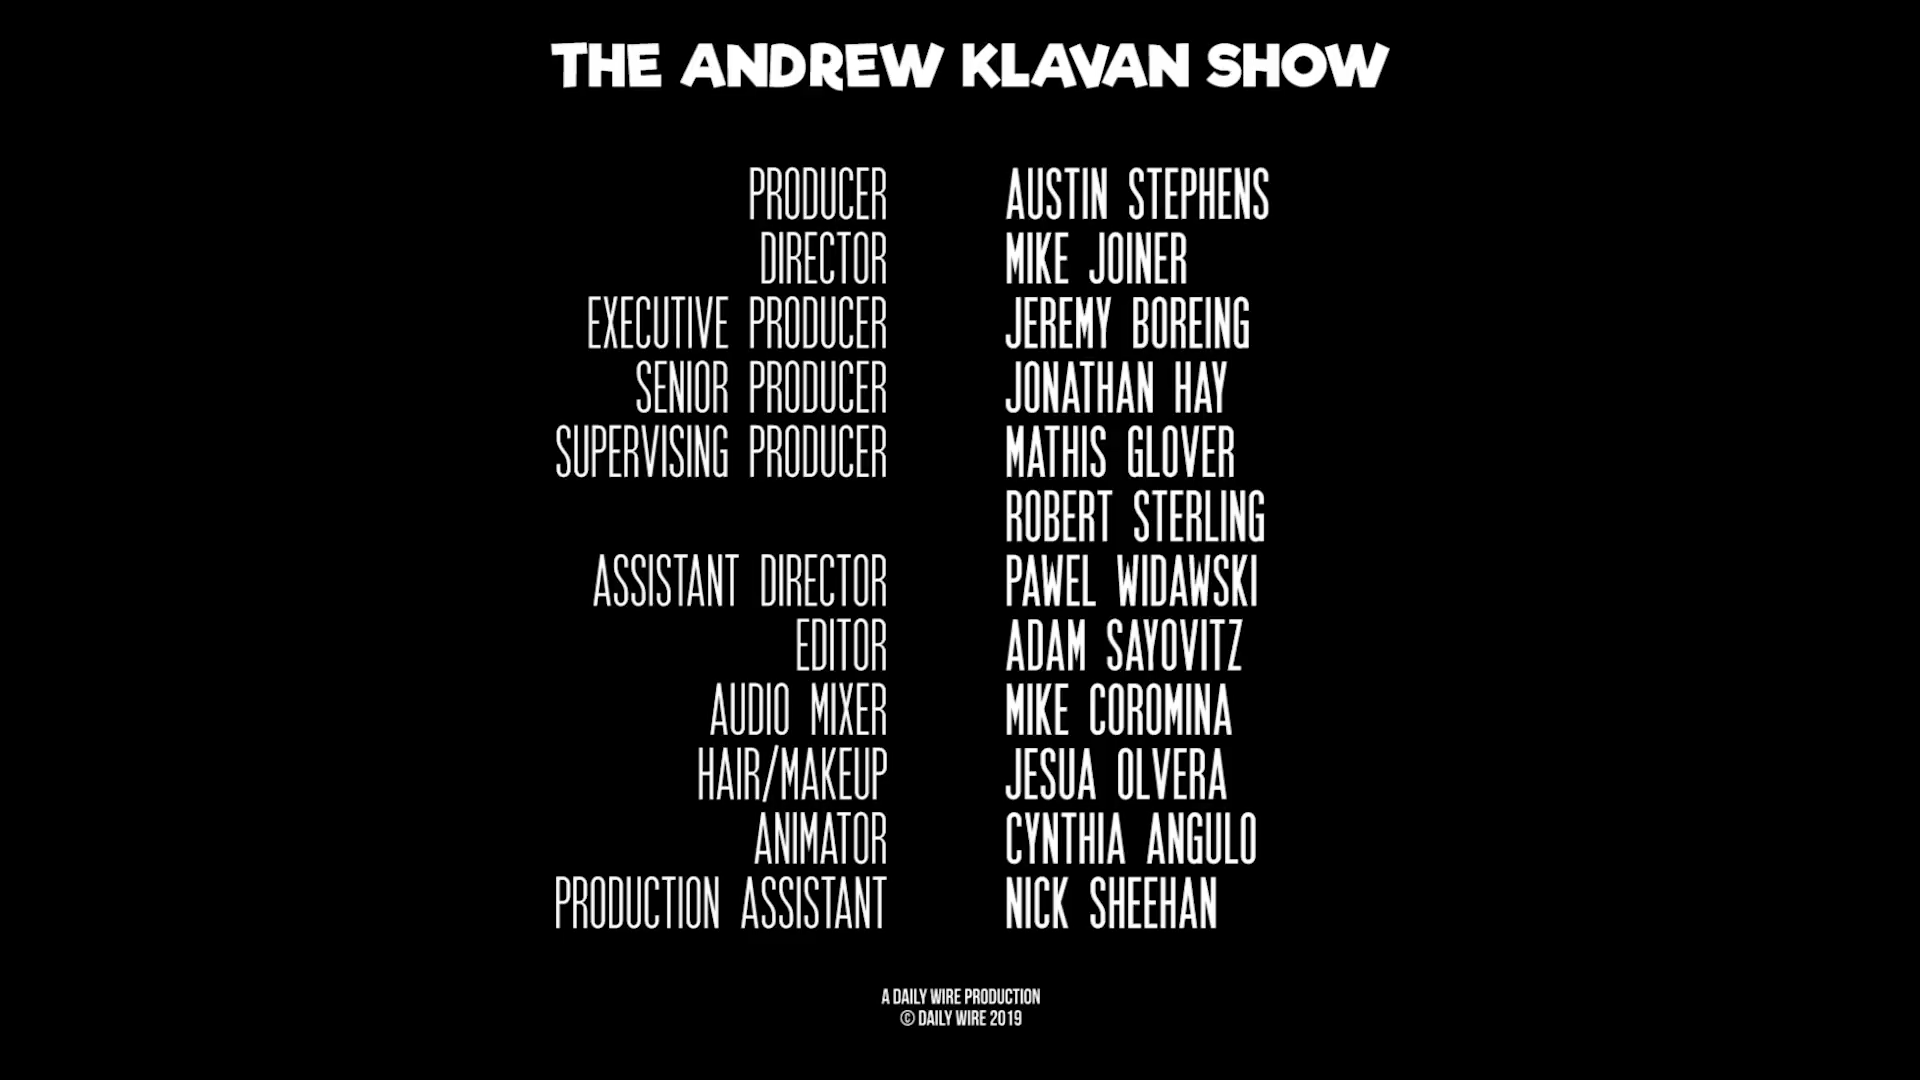 THE ANDREW KLAVAN SHOW
PRODUCER AUSTIN STEPHENS
DIRECTOR MIKE JOINER
EXECUTIVE PRODUCER JEREMY BOREING
SENIOR PRODUCER JONATHAN HAY
SUPERVISING PRODUCER MATHIS GLOVER
ROBERT STERLING
ASSISTANT DIRECTOR PAWEL WIDAWSKI
EDITOR ADAM SAYOVITZ
AUDIO MIXER MIKE COROMINA
HAIR/MAKEUP JESUA OLVERA
ANIMATOR CYNTHIA ANGULO
PRODUCTION ASSISTANT NICK SHEEHAN
A DAILY WIRE PRODUCTION
© DAILY WIRE 2019